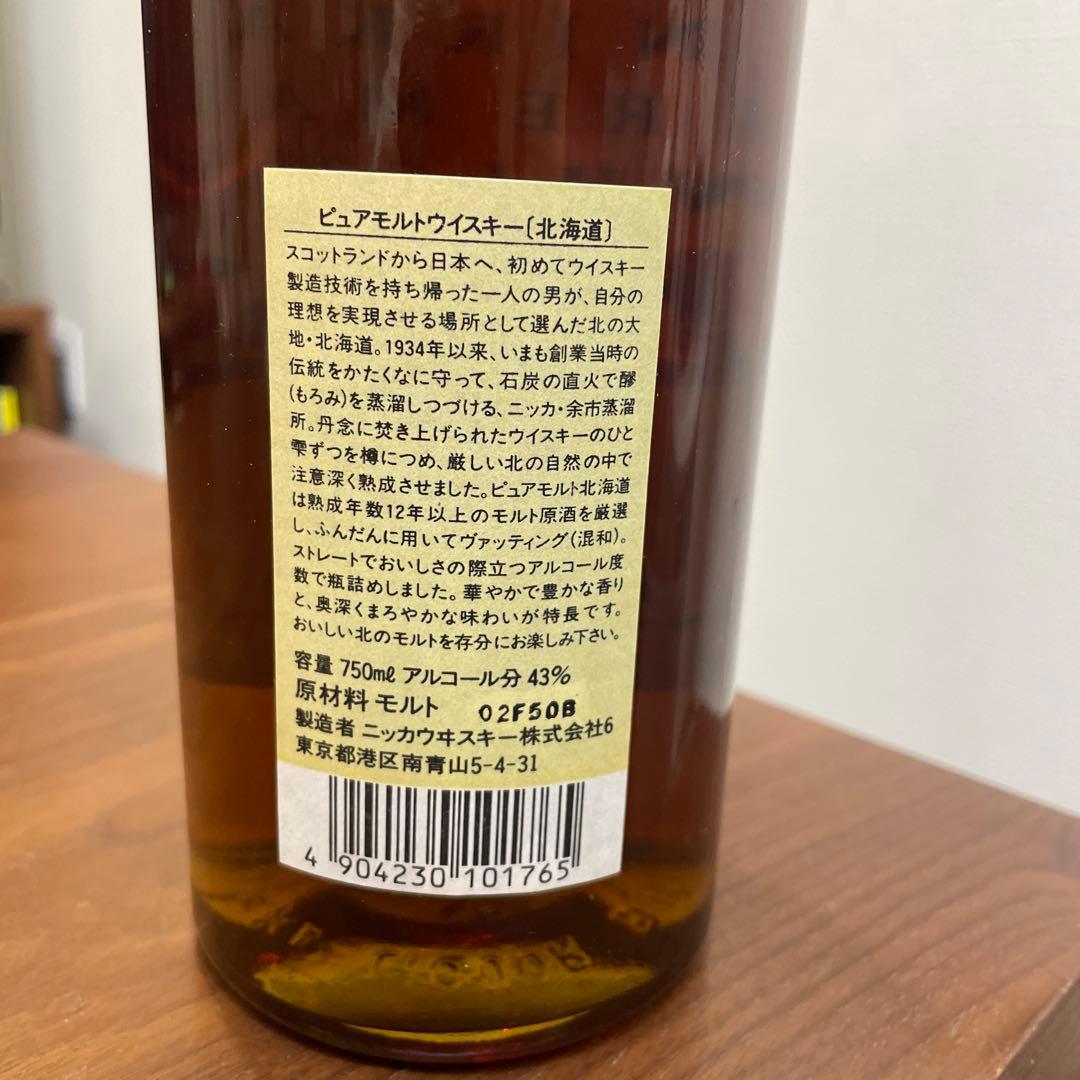 ピュアモルトウイスキー〔北海道〕
スコットランドから日本へ、初めてウイスキー
製造技術を持ち帰った一人の男が、自分の
理想を実現させる場所として選んだ北の大
地・北海道。1934年以来、いまも創業当時の
伝統をかたくなに守って、石炭の直火で醪
(もろみ)を蒸溜しつづける、ニッカ・余市蒸溜
所。丹念に焚き上げられたウイスキーのひと
雫ずつを樽につめ、厳しい北の自然の中で
注意深く熟成させました。ピュアモルト北海道
は熟成年数12年以上のモルト原酒を厳選
し、ふんだんに用いてヴァッティング(混和)。
ストレートでおいしさの際立つアルコール度
数で瓶詰めしました。華やかで豊かな香り
と、奥深くまろやかな味わいが特長です。
おいしい北のモルトを存分にお楽しみ下さい。
容量 750mℓ アルコール分 43%
原材料 モルト 02F50B
製造者 ニッカウヰスキー株式会社6
東京都港区南青山5-4-31
4 904230 101765